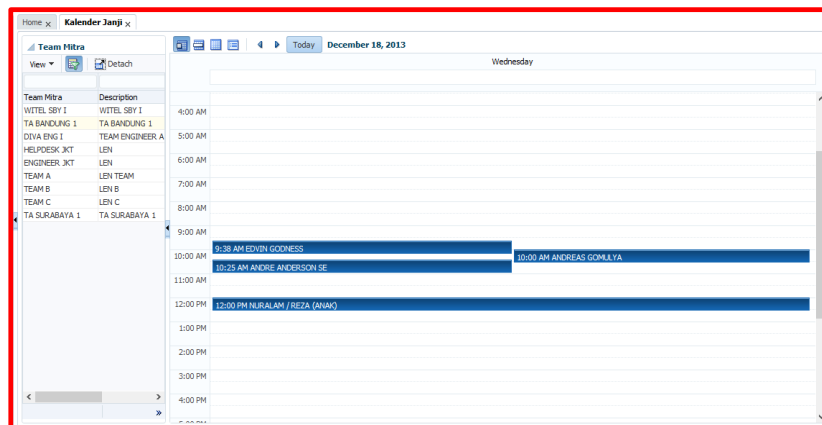 Home x Kalender Janji x
Team Mitra
View Detach
Team Mitra Description
WITEL SBY I WITEL SBY I
TA BANDUNG 1 TA BANDUNG 1
DIVA ENG I TEAM ENGINEER A
HELPDESK JKT LEN
ENGINEER JKT LEN
TEAM A LEN TEAM
TEAM B LEN B
TEAM C LEN C
TA SURABAYA 1 TA SURABAYA 1
Today December 18, 2013
Wednesday
4:00 AM
5:00 AM
6:00 AM
7:00 AM
8:00 AM
9:00 AM
9:38 AM EDVIN GODNESS
10:00 AM 10:00 AM ANDREAS GOMULYA
10:25 AM ANDRE ANDERSON SE
11:00 AM
12:00 PM 12:00 PM NURALAM / REZA (ANAK)
1:00 PM
2:00 PM
3:00 PM
4:00 PM